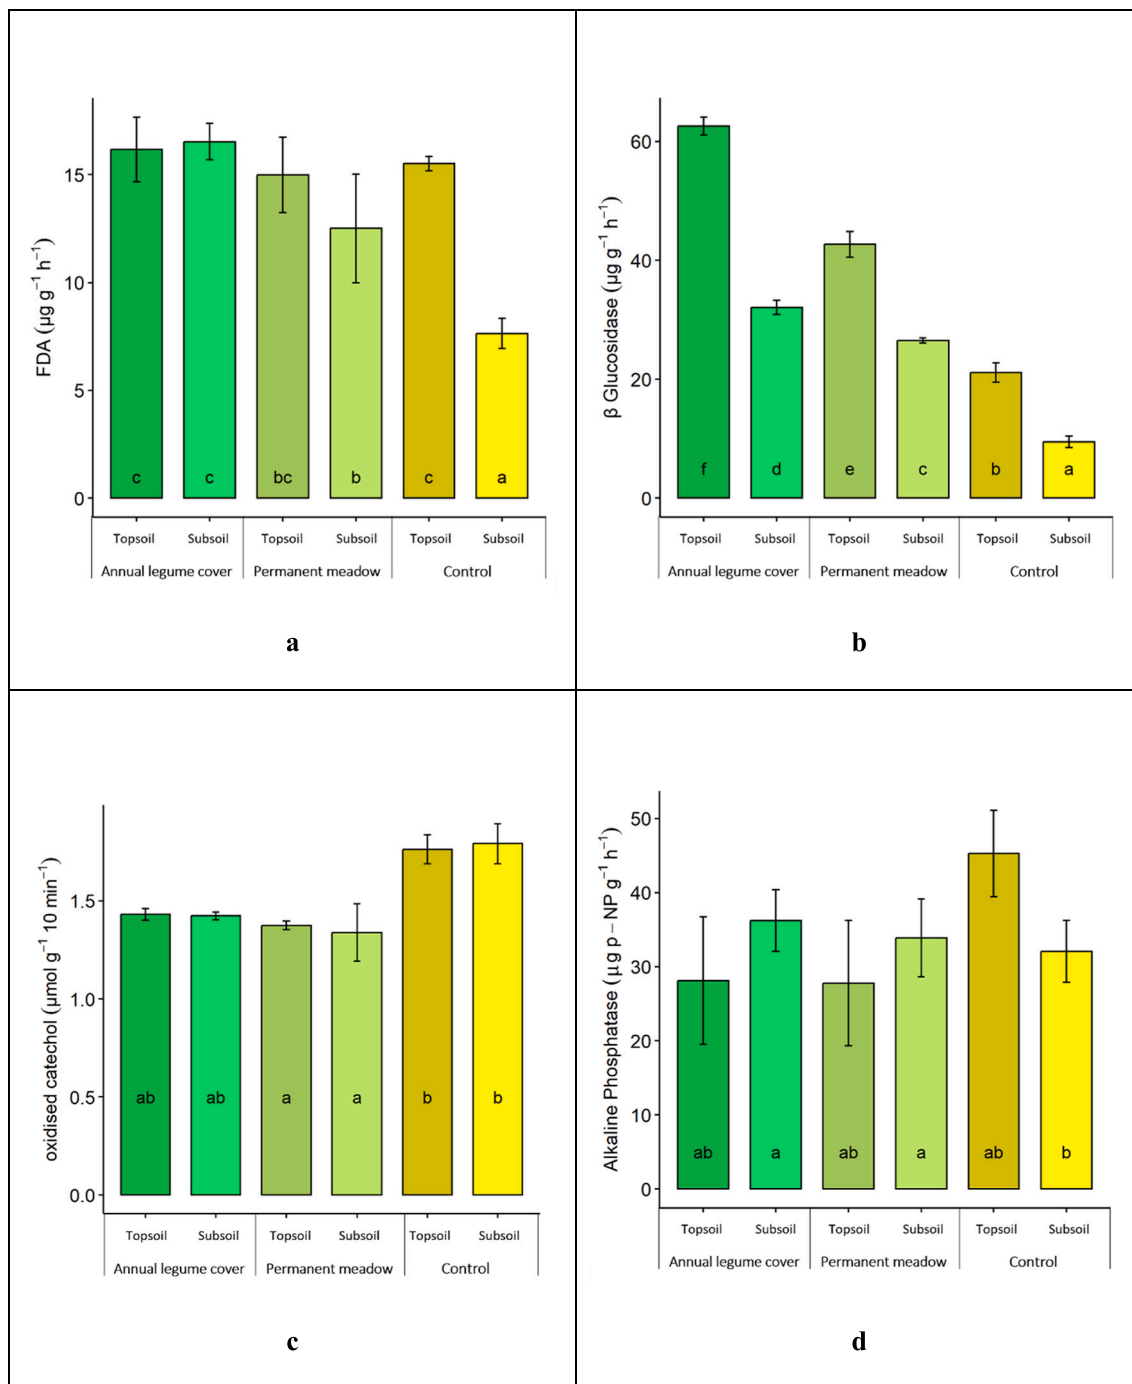 FDA (µg g⁻¹ h⁻¹)
15
10
5
0
c c bc b c a
Topsoil Subsoil Topsoil Subsoil Topsoil Subsoil
Annual legume cover Permanent meadow Control
a
β Glucosidase (µg g⁻¹ h⁻¹)
60
40
20
0
f d e c b a
Topsoil Subsoil Topsoil Subsoil Topsoil Subsoil
Annual legume cover Permanent meadow Control
b
oxidised catechol (µmol g⁻¹ 10 min⁻¹)
1.5
1.0
0.5
0.0
ab ab a a b b
Topsoil Subsoil Topsoil Subsoil Topsoil Subsoil
Annual legume cover Permanent meadow Control
c
Alkaline Phosphatase (µg p − NP g⁻¹ h⁻¹)
50
40
30
20
10
0
ab a ab a ab b
Topsoil Subsoil Topsoil Subsoil Topsoil Subsoil
Annual legume cover Permanent meadow Control
d